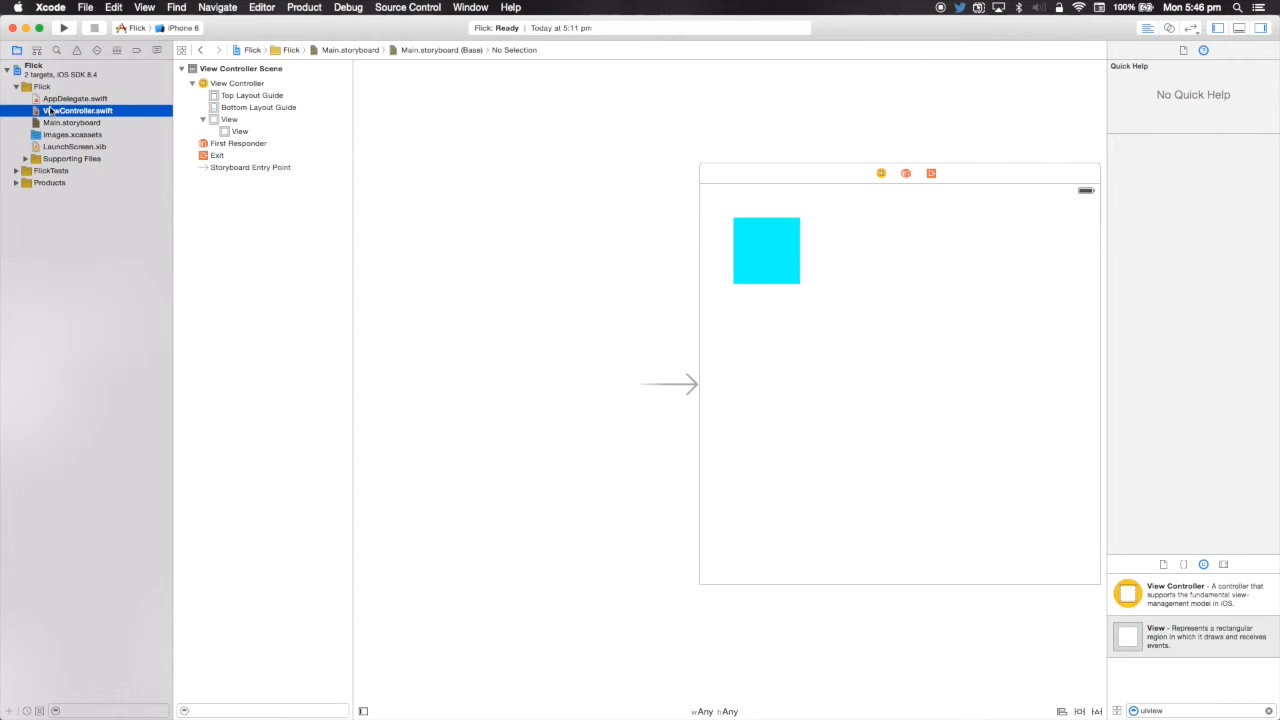 Xcode File Edit View Find Navigate Editor Product Debug Source Control Window Help
100% Fri 5:46 pm
Flick iPhone 6
Flick: Ready Today at 5:11 pm
Flick Flick Main.storyboard Main.storyboard (Base) No Selection
Flick
2 targets, iOS SDK 8.4
Flick
AppDelegate.swift
ViewController.swift
Main.storyboard
Images.xcassets
LaunchScreen.xib
Supporting Files
FlickTests
Products
View Controller Scene
View Controller
Top Layout Guide
Bottom Layout Guide
View
View
First Responder
Exit
Storyboard Entry Point
wAny hAny
Quick Help
No Quick Help
View Controller - A controller that
supports the fundamental view-
management model in iOS.
View - Represents a rectangular
region in which it draws and receives
events.
uiview